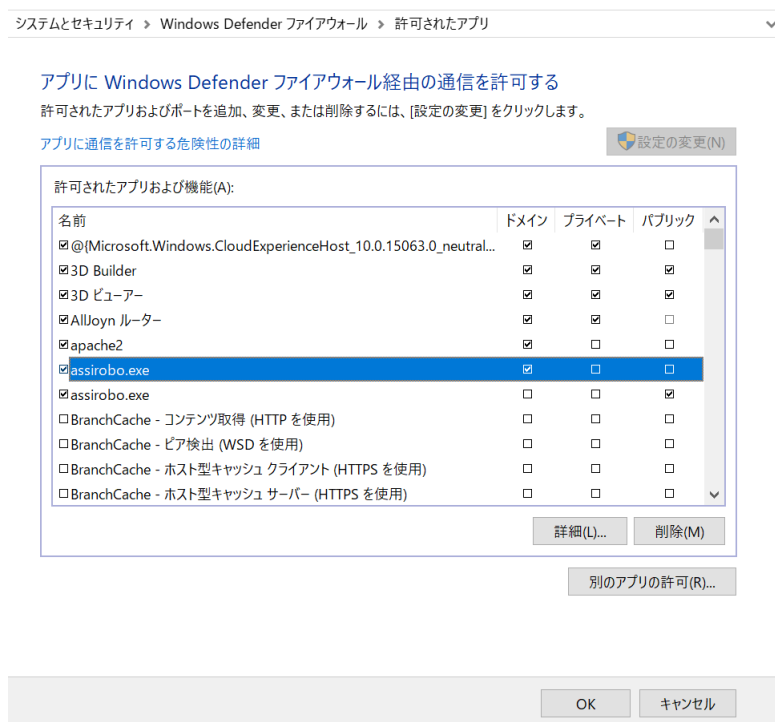 システムとセキュリティ > Windows Defender ファイアウォール > 許可されたアプリ
アプリに Windows Defender ファイアウォール経由の通信を許可する
許可されたアプリおよびポートを追加、変更、または削除するには、[設定の変更] をクリックします。
アプリに通信を許可する危険性の詳細
設定の変更(N)
許可されたアプリおよび機能(A):
名前 ドメイン プライベート パブリック
@{Microsoft.Windows.CloudExperienceHost_10.0.15063.0_neutral...
3D Builder
3D ビューアー
AllJoyn ルーター
apache2
assirobo.exe
assirobo.exe
BranchCache - コンテンツ取得 (HTTP を使用)
BranchCache - ピア検出 (WSD を使用)
BranchCache - ホスト型キャッシュ クライアント (HTTPS を使用)
BranchCache - ホスト型キャッシュ サーバー (HTTPS を使用)
詳細(L)... 削除(M)
別のアプリの許可(R)...
OK キャンセル